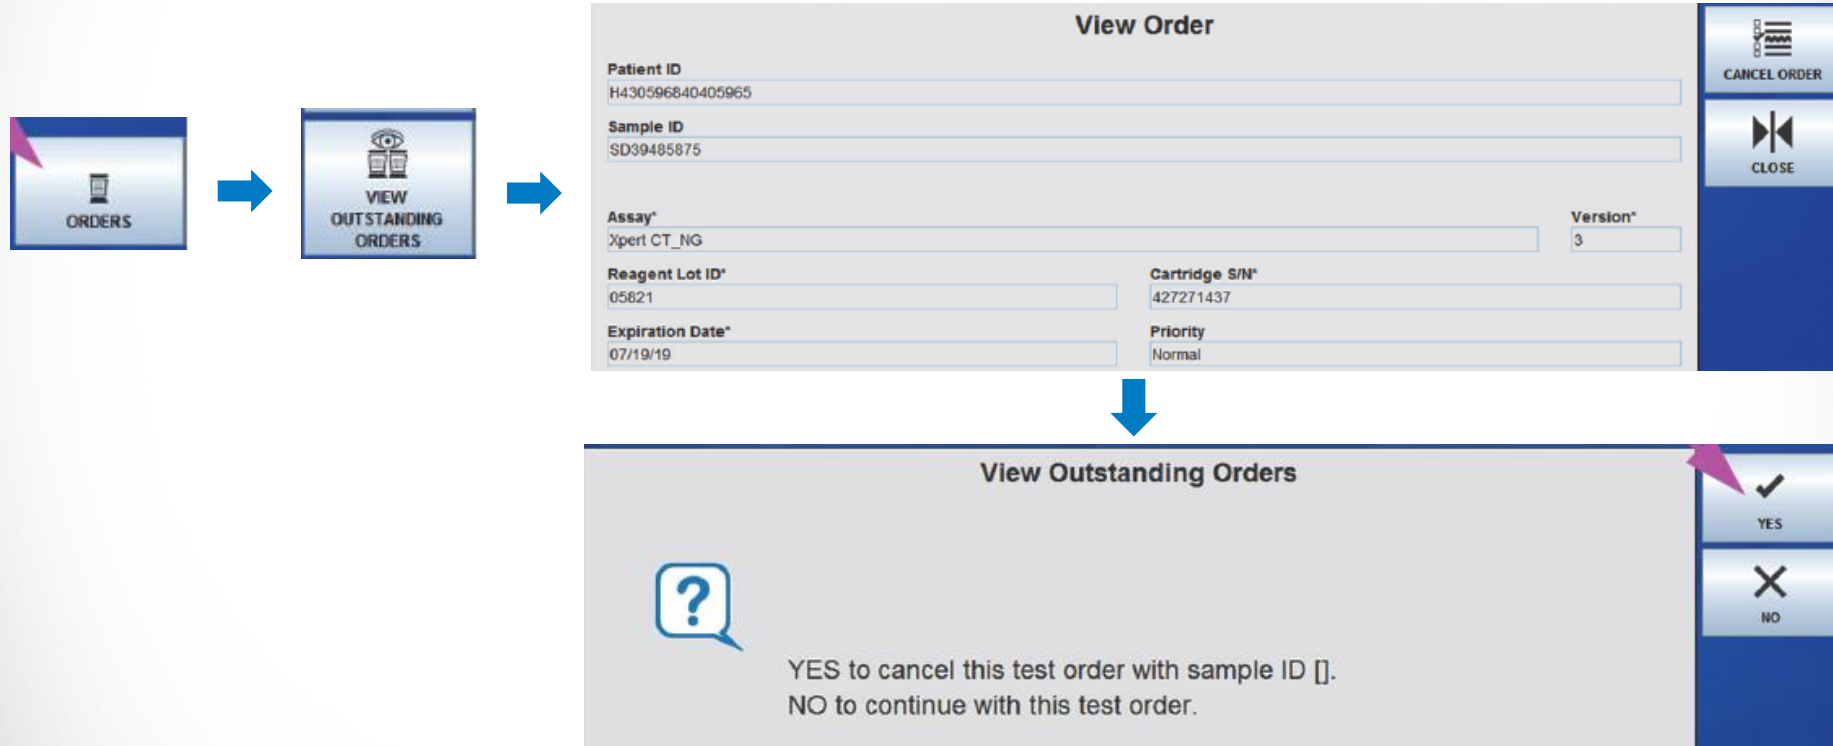 ORDERS
VIEW
OUTSTANDING
ORDERS
View Order
Patient ID
H430596840405965
Sample ID
SD39485875
Assay*
Xpert CT_NG
Version*
3
Reagent Lot ID*
05821
Cartridge S/N*
427271437
Expiration Date*
07/19/19
Priority
Normal
CANCEL ORDER
CLOSE
View Outstanding Orders
?
YES to cancel this test order with sample ID [].
NO to continue with this test order.
YES
NO